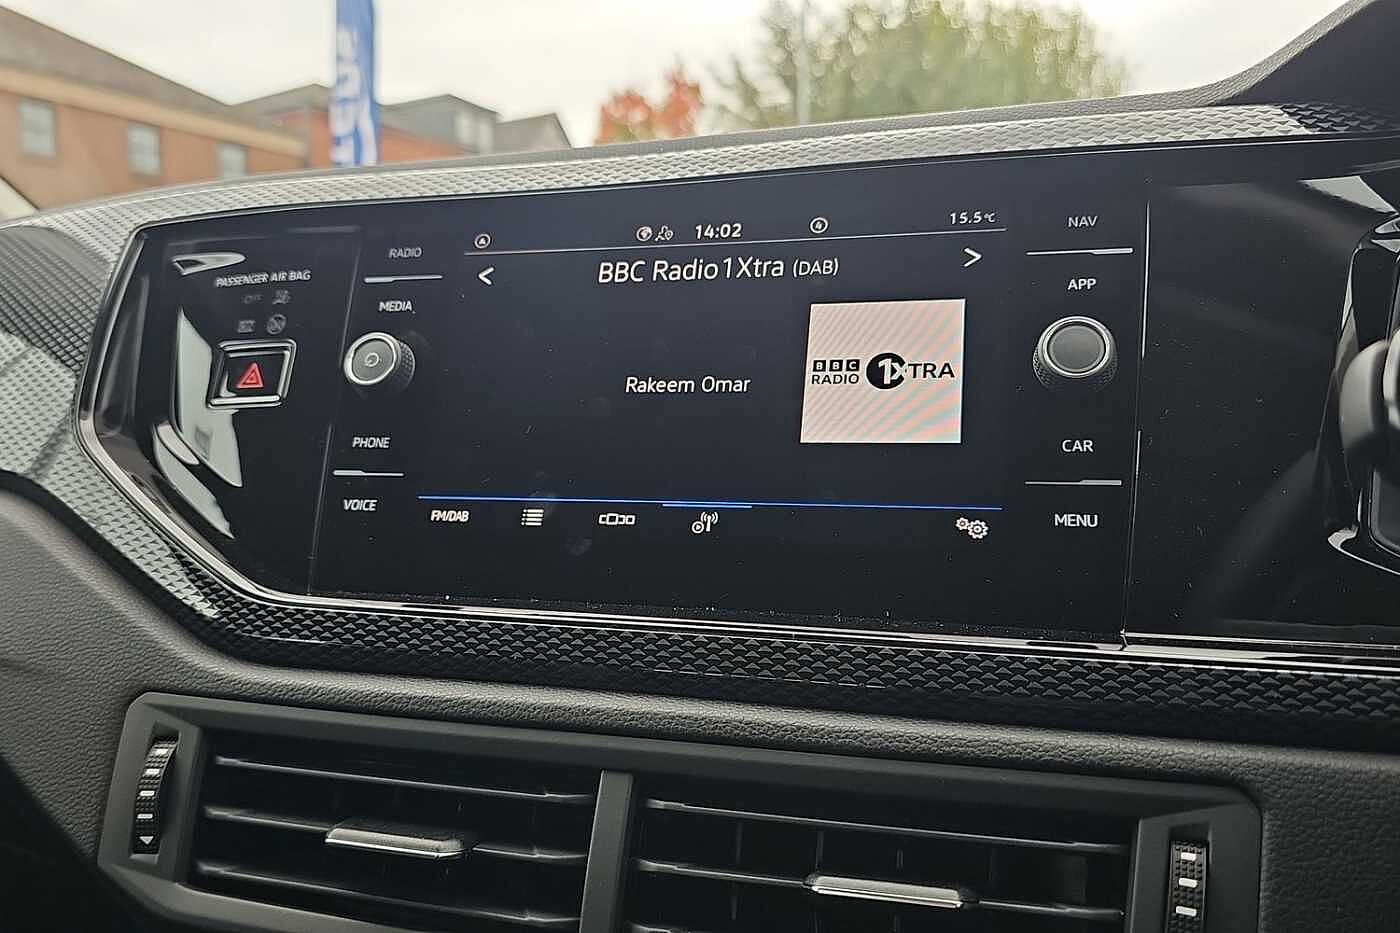 14:02
15.5°C
BBC Radio 1Xtra (DAB)
Rakeem Omar
BBC
RADIO 1XTRA
FM/DAB
PASSENGER AIR BAG
OFF
RADIO
MEDIA
PHONE
VOICE
NAV
APP
CAR
MENU